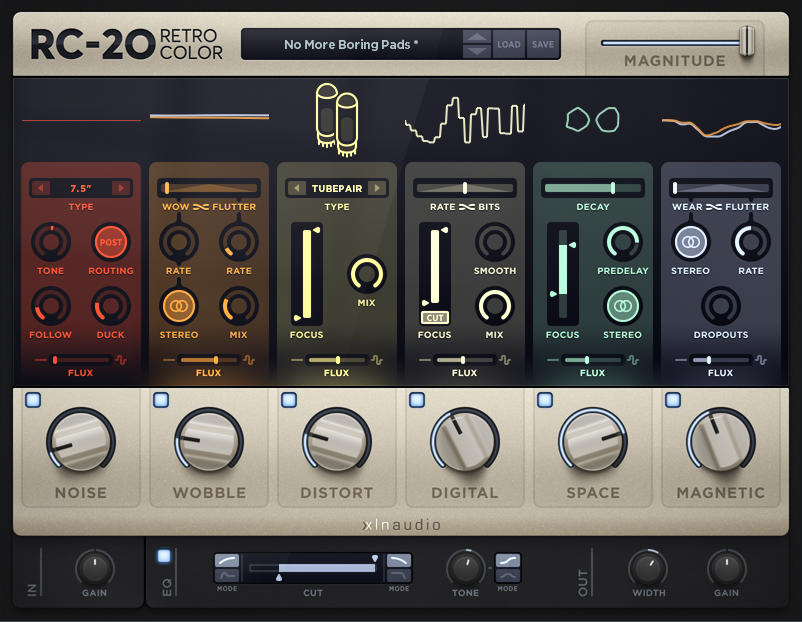 RC-20 RETRO COLOR
No More Boring Pads *
LOAD SAVE
MAGNITUDE
7.5"
TYPE
TONE
POST
ROUTING
FOLLOW
DUCK
FLUX
WOW FLUTTER
RATE RATE
STEREO MIX
FLUX
TUBEPAIR
TYPE
MIX
FOCUS
FLUX
RATE BITS
SMOOTH
CUT
FOCUS MIX
FLUX
DECAY
PREDELAY
FOCUS STEREO
FLUX
WEAR FLUTTER
STEREO RATE
DROPOUTS
FLUX
NOISE WOBBLE DISTORT DIGITAL SPACE MAGNETIC
xlnaudio
IN
GAIN
EQ
MODE CUT MODE
TONE MODE
OUT
WIDTH GAIN